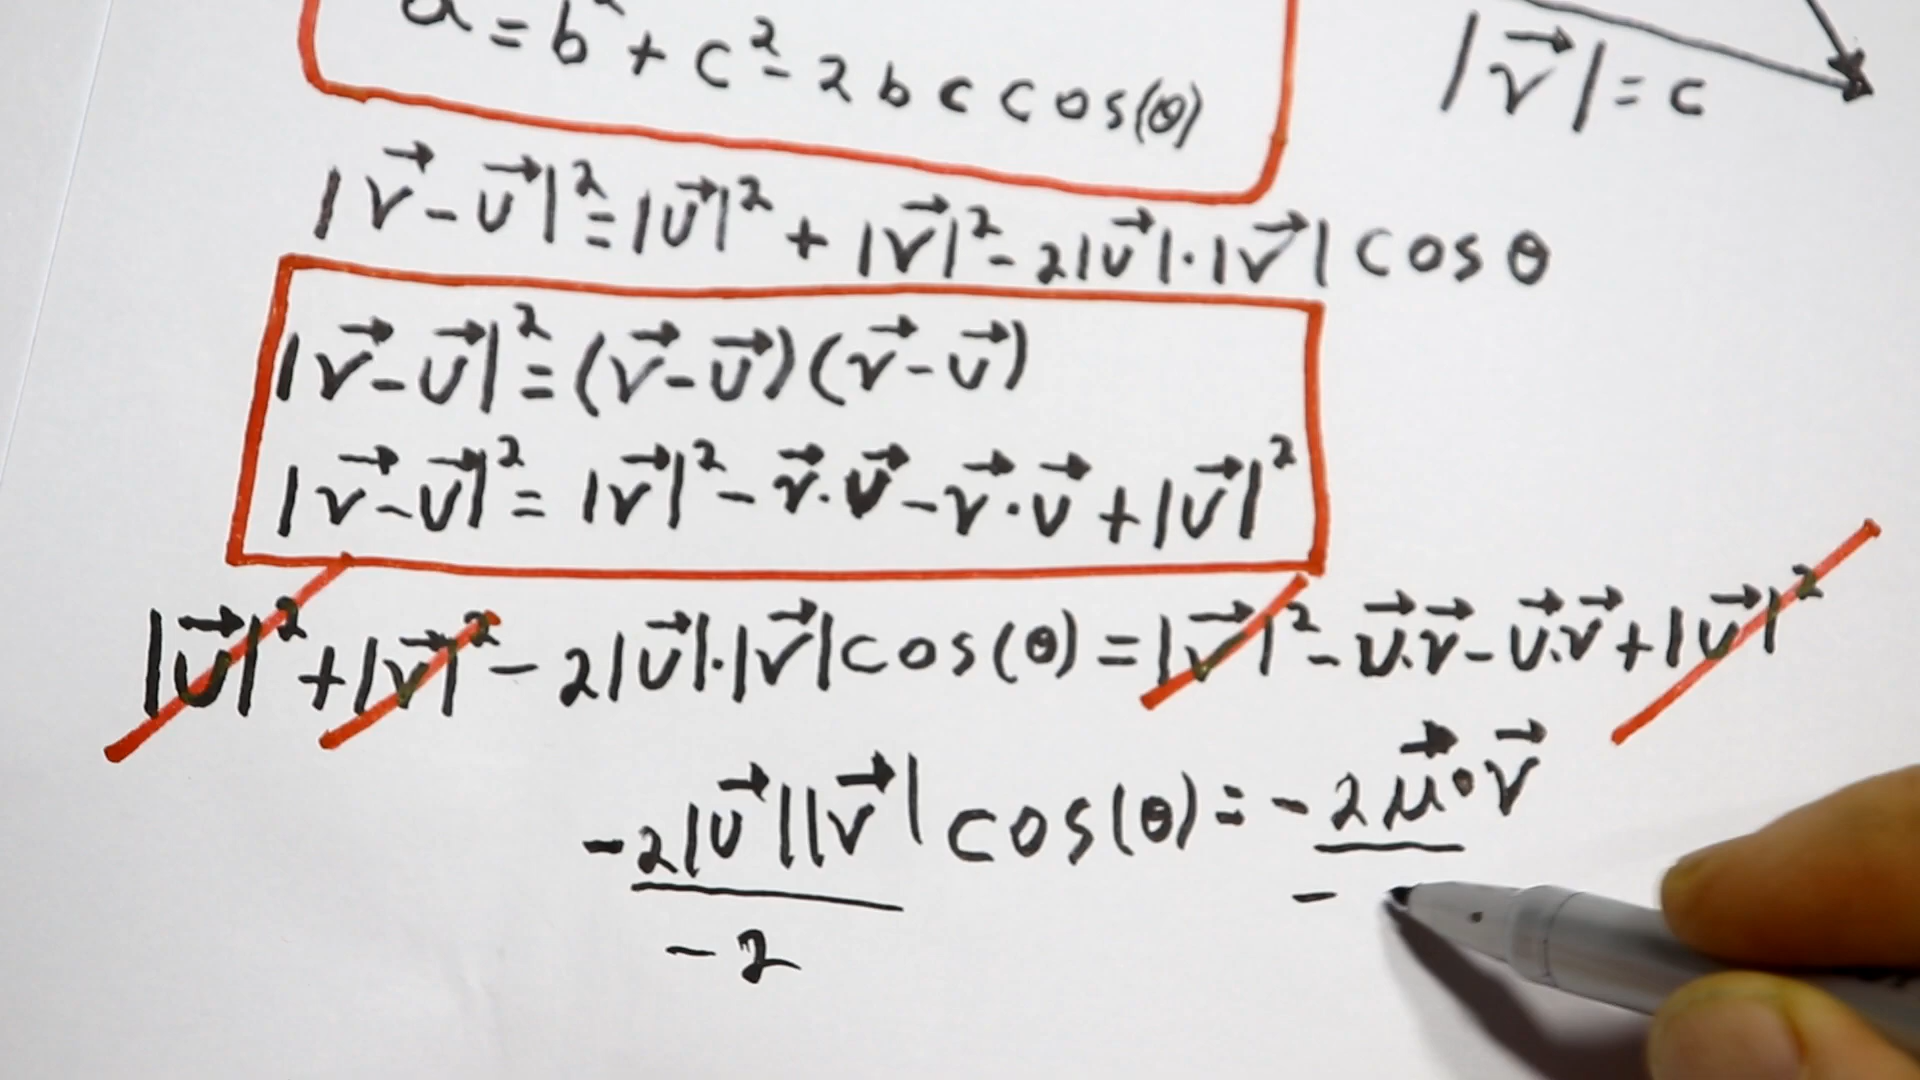 a = b² + c² - 2bc cos(θ)
|v⃗| = c
|v⃗ - u⃗|² = |u⃗|² + |v⃗|² - 2|u⃗|·|v⃗| cos θ
|v⃗ - u⃗|² = (v⃗ - u⃗)(v⃗ - u⃗)
|v⃗ - u⃗|² = |v⃗|² - v⃗·u⃗ - v⃗·u⃗ + |u⃗|²
|u⃗|² + |v⃗|² - 2|u⃗|·|v⃗| cos(θ) = |v⃗|² - u⃗·v⃗ - u⃗·v⃗ + |u⃗|²
-2|u⃗||v⃗| cos(θ) = -2 u⃗·v⃗
-2 -